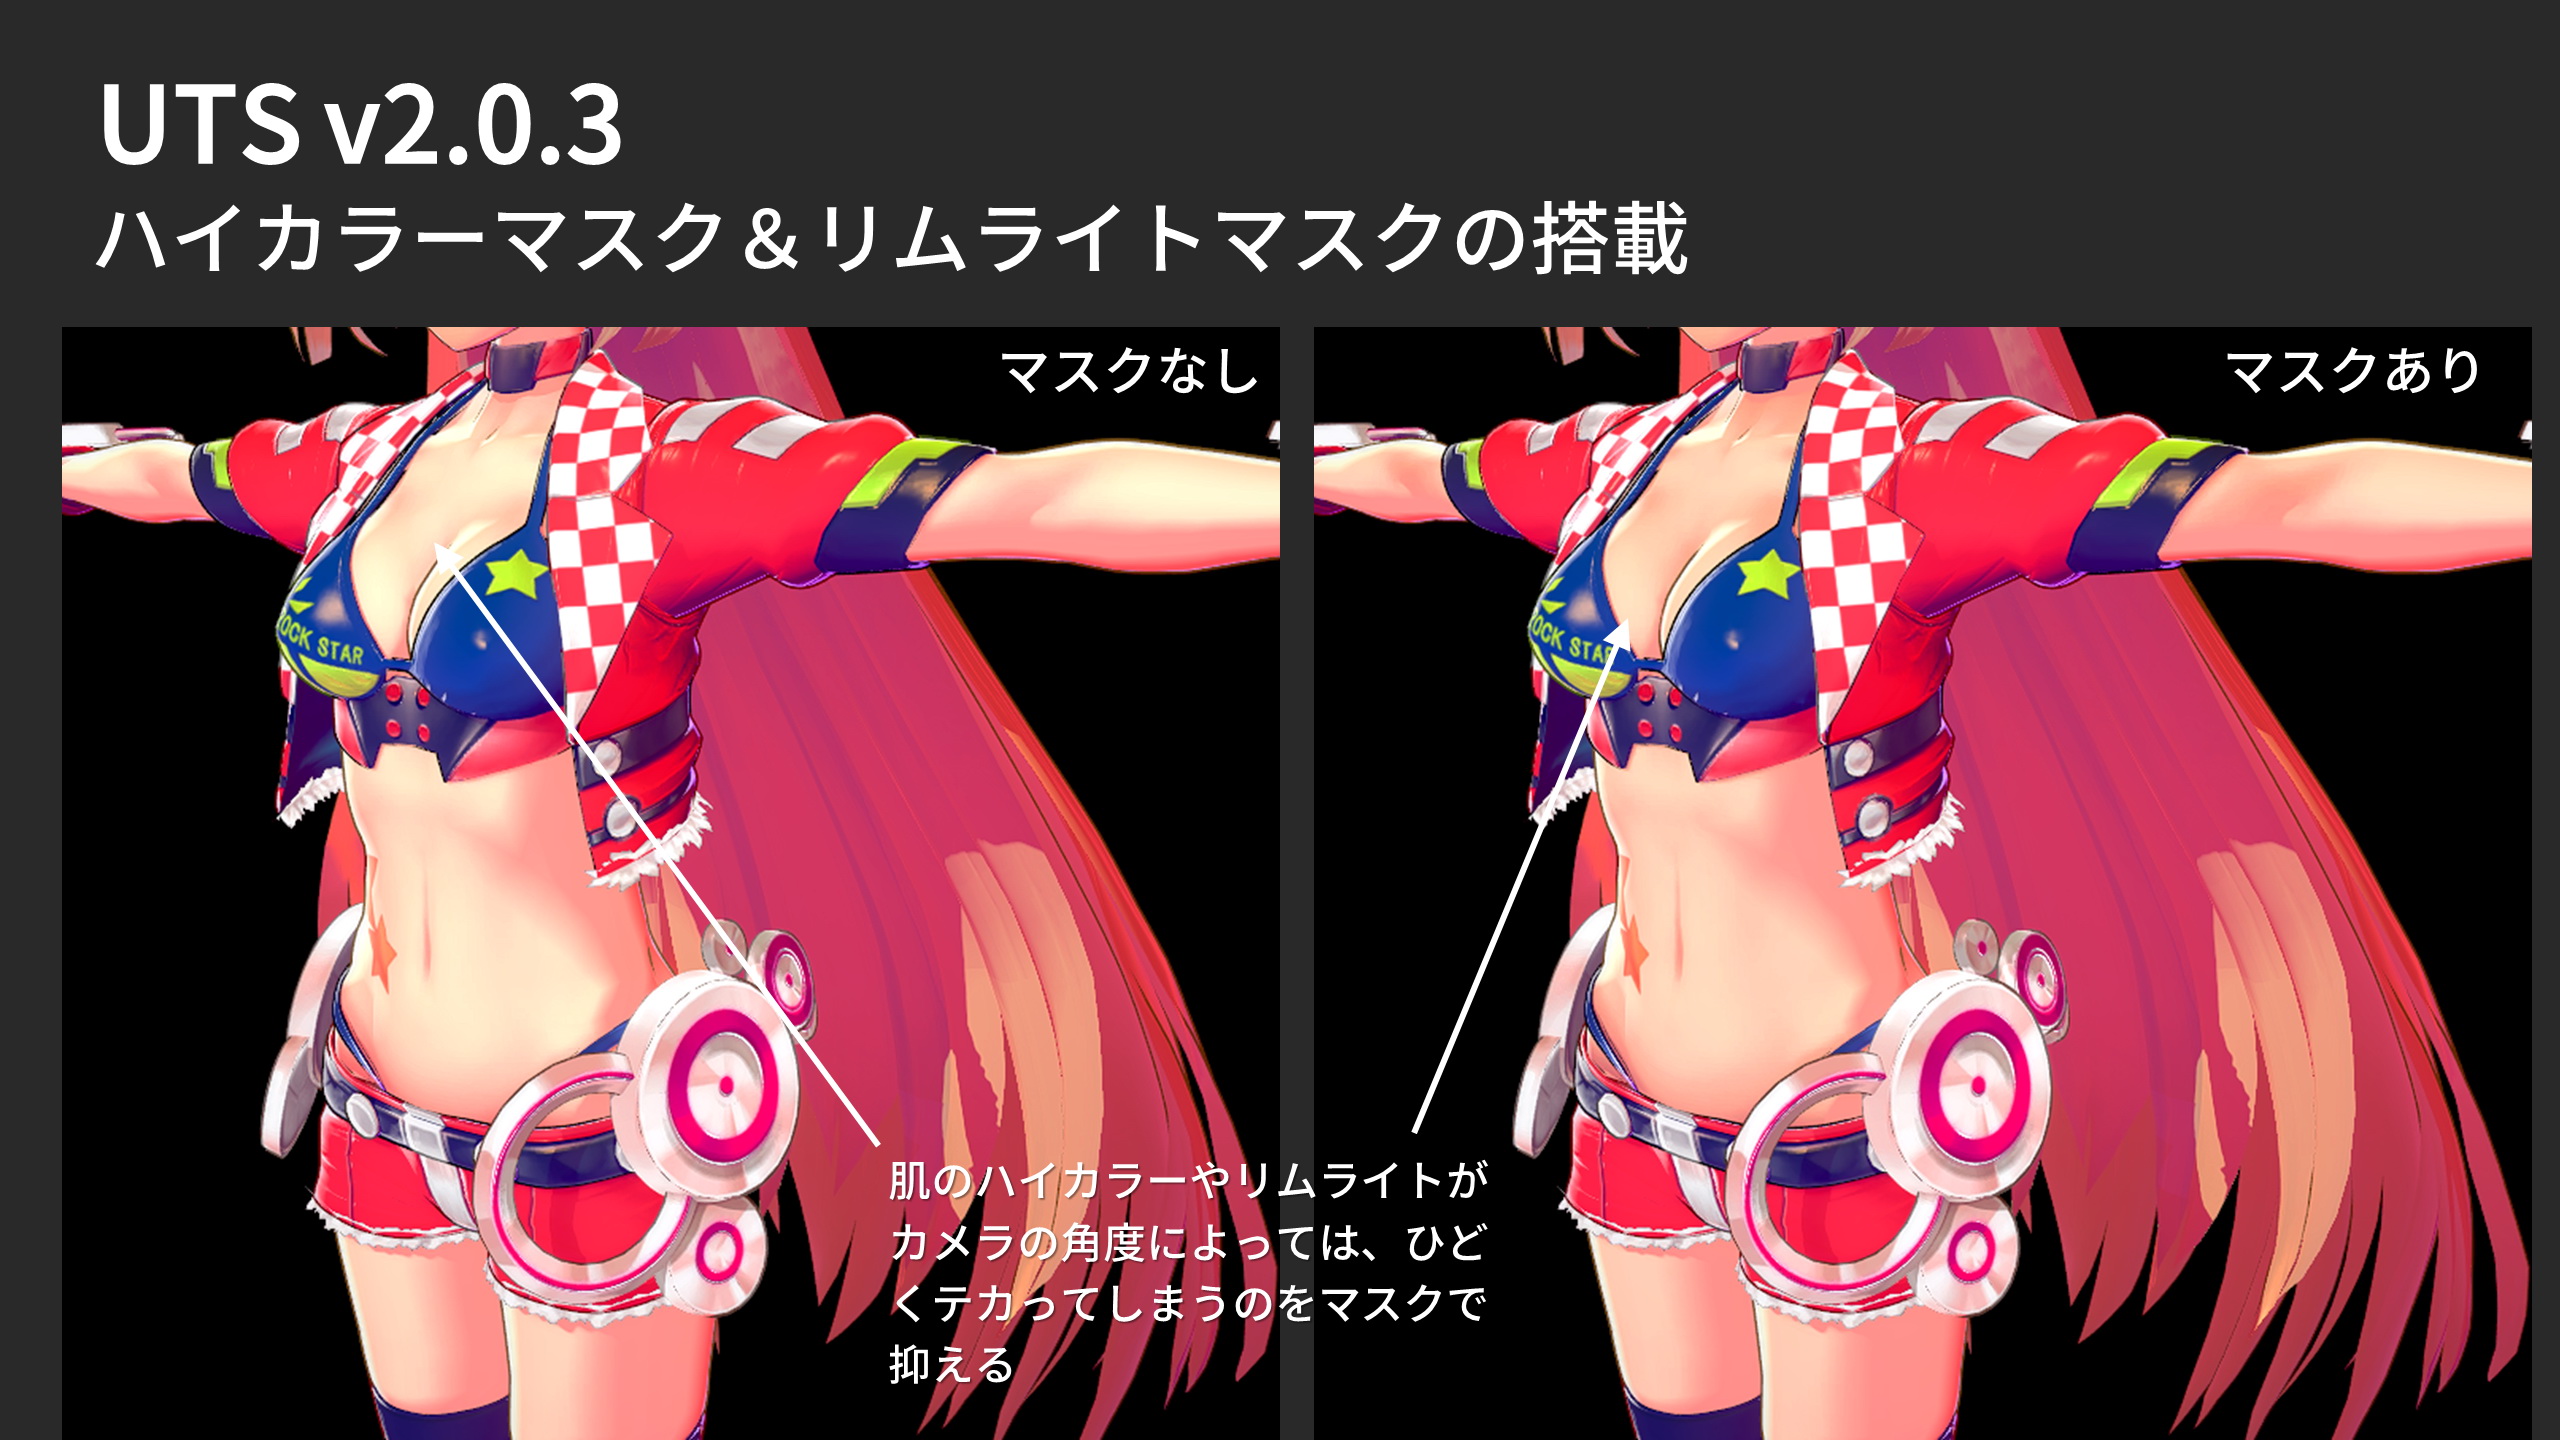 UTS v2.0.3
ハイカラーマスク＆リムライトマスクの搭載
マスクなし
マスクあり
OCK STAR
OCK STAR
肌のハイカラーやリムライトが
カメラの角度によっては、ひど
くテカってしまうのをマスクで
抑える